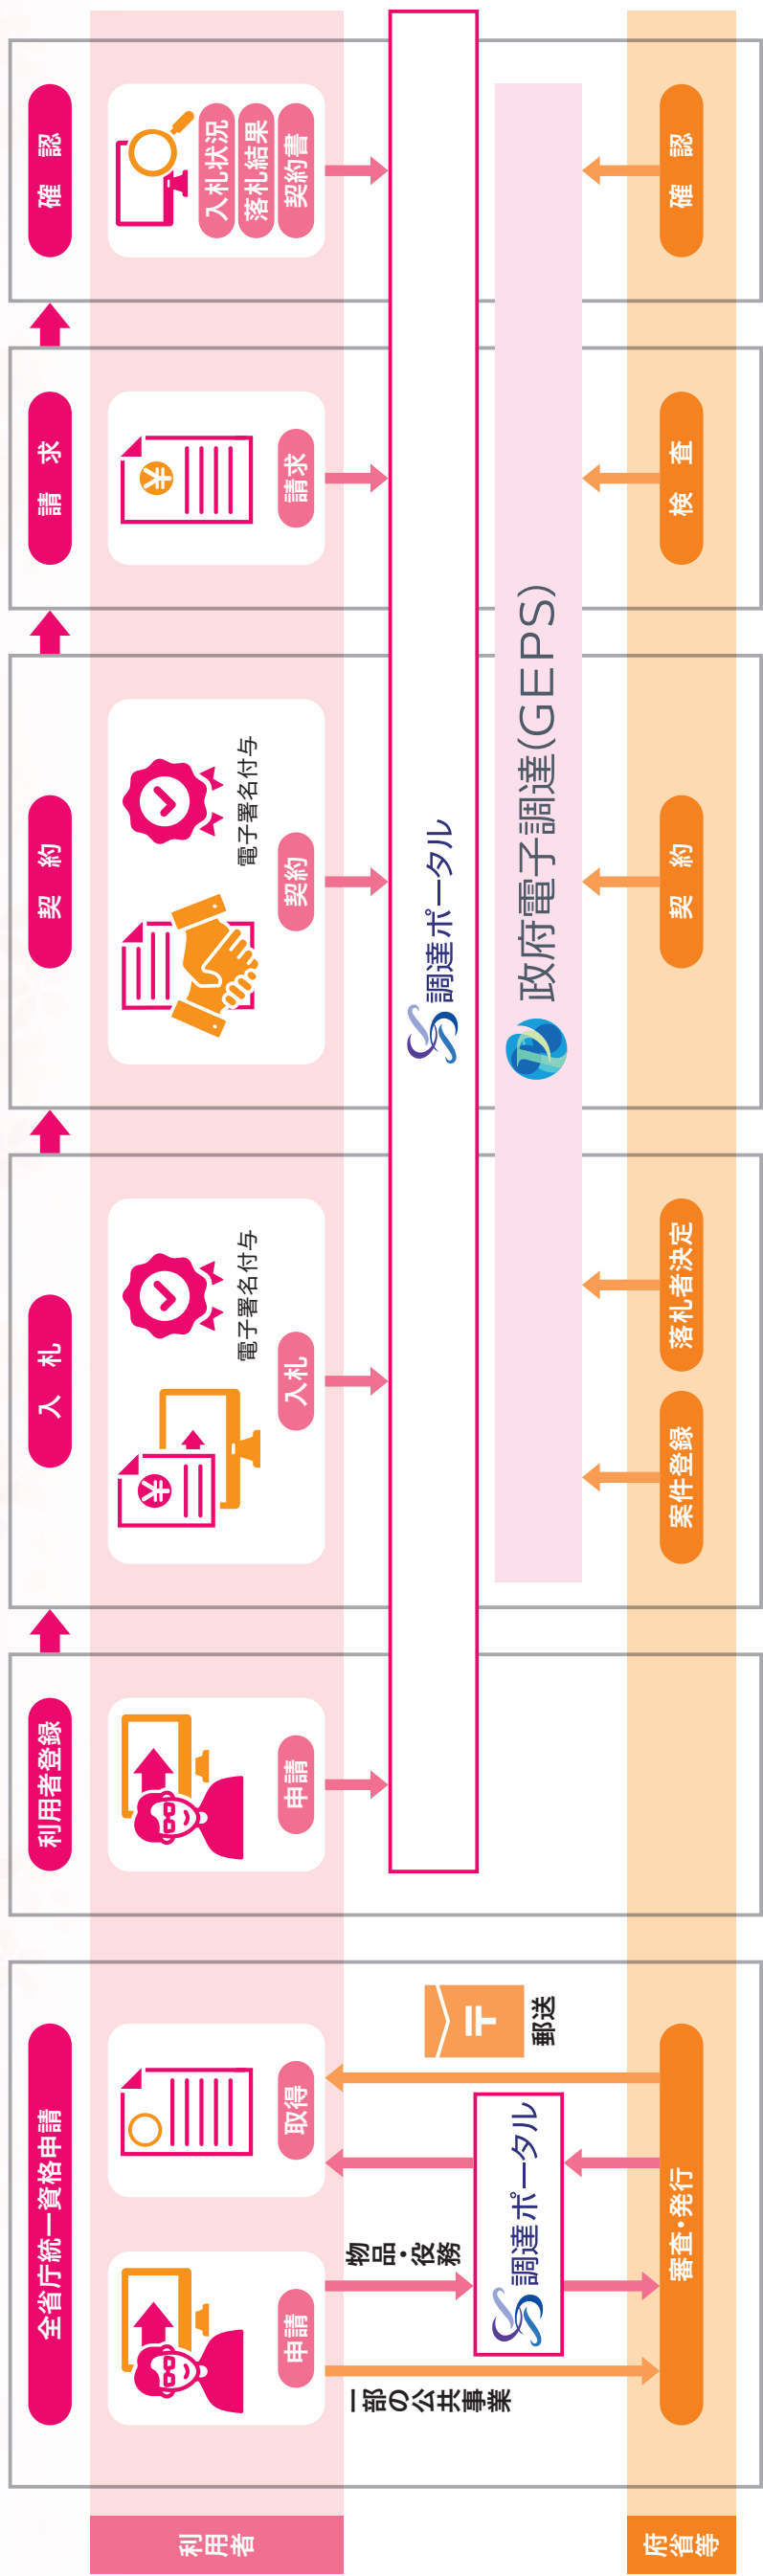 全省庁統一資格申請
利用者登録
入札
契約
請求
確認
利用者
申請
取得
申請
電子署名付与
入札
電子署名付与
契約
請求
入札状況
落札結果
契約書
物品・役務
一部の公共事業
調達ポータル
郵送
〒
調達ポータル
政府電子調達(GEPS)
府省等
審査・発行
案件登録
落札者決定
契約
検査
確認